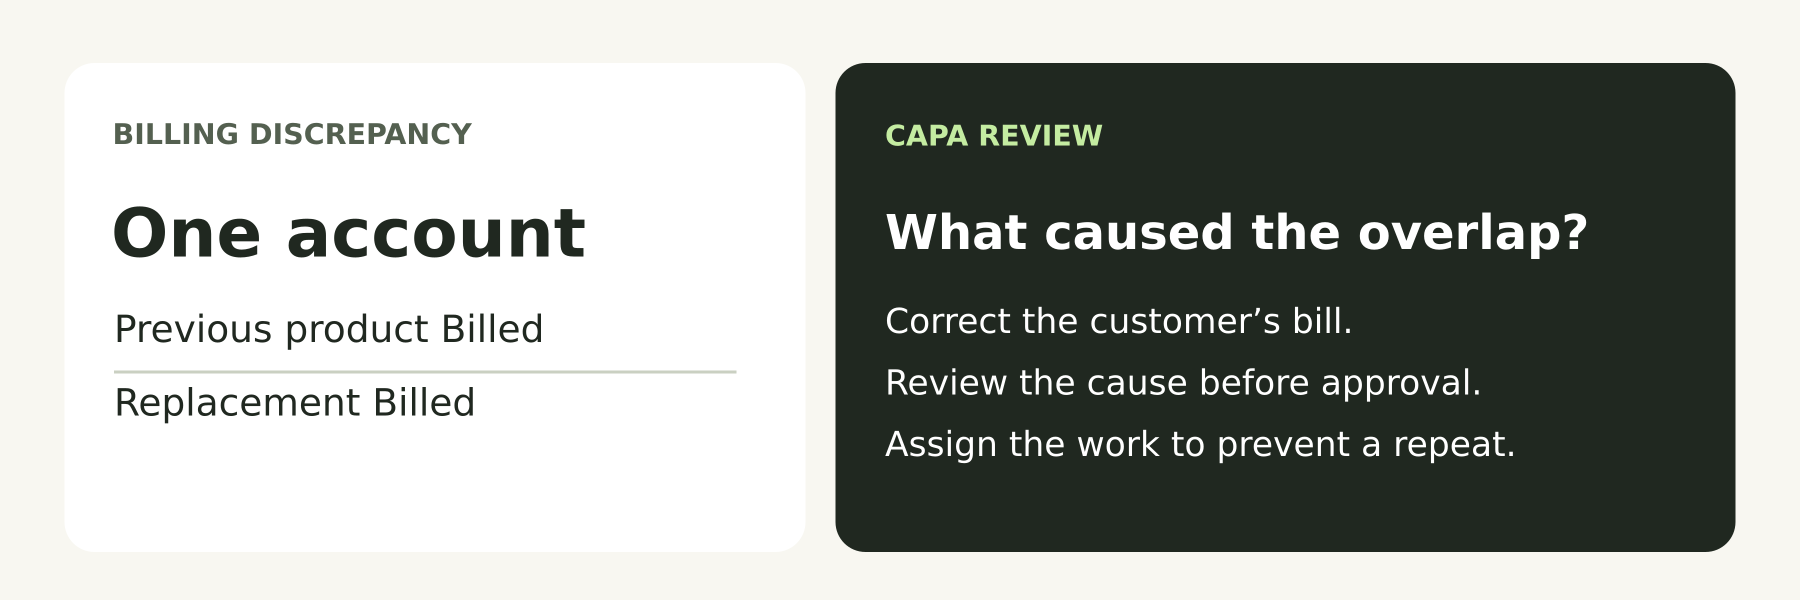 BILLING DISCREPANCY
One account
Previous product Billed
Replacement Billed
CAPA REVIEW
What caused the overlap?
Correct the customer’s bill.
Review the cause before approval.
Assign the work to prevent a repeat.